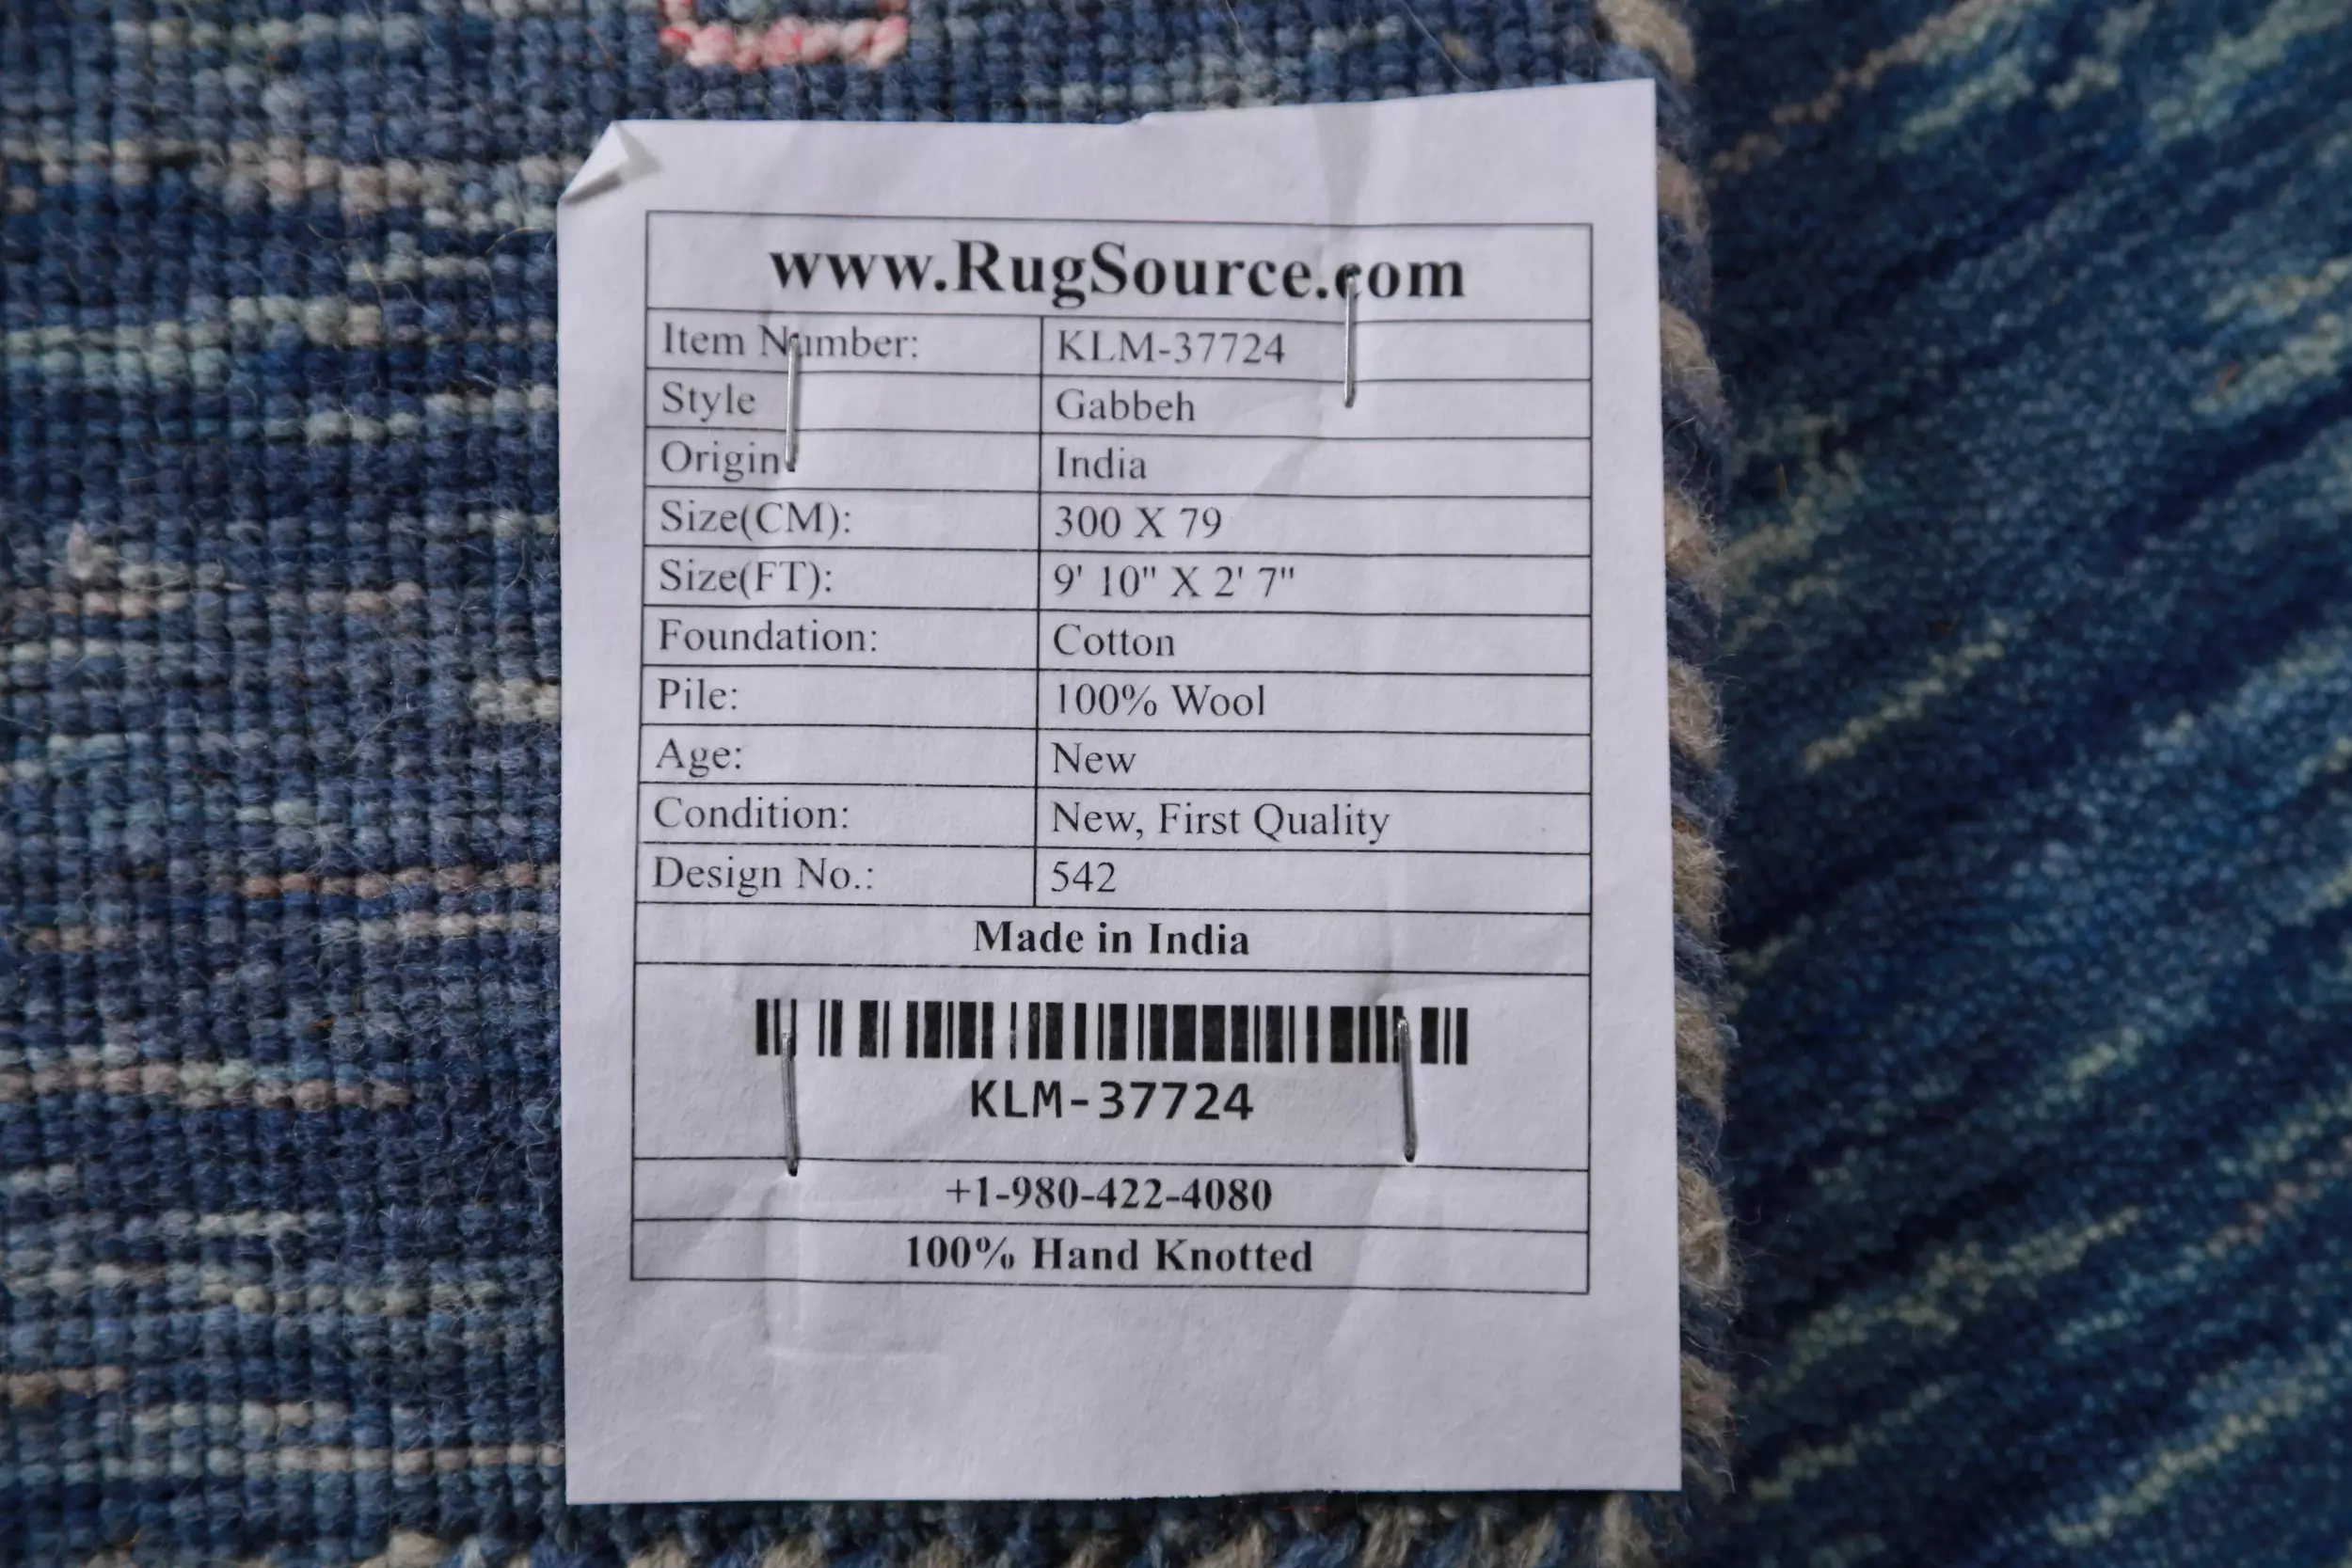 www.RugSource.com
Item Number: KLM-37724
Style Gabbeh
Origin India
Size(CM): 300 X 79
Size(FT): 9' 10" X 2' 7"
Foundation: Cotton
Pile: 100% Wool
Age: New
Condition: New, First Quality
Design No.: 542
Made in India
KLM-37724
+1-980-422-4080
100% Hand Knotted